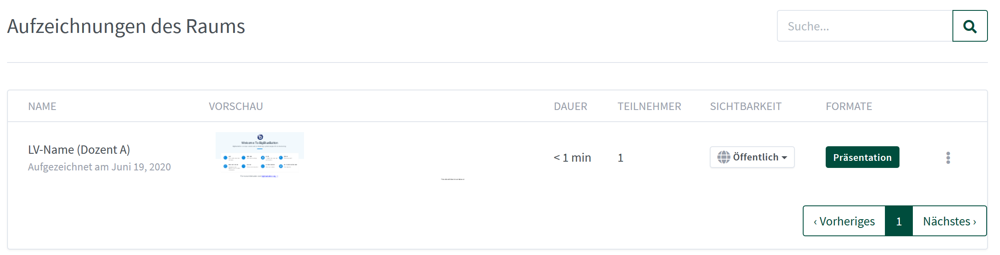 Aufzeichnungen des Raums
Suche...
NAME VORSCHAU DAUER TEILNEHMER SICHTBARKEIT FORMATE
Welcome To BigBlueButton
LV-Name (Dozent A)
Aufgezeichnet am Juni 19, 2020
< 1 min 1 Öffentlich Präsentation
‹ Vorheriges 1 Nächstes ›